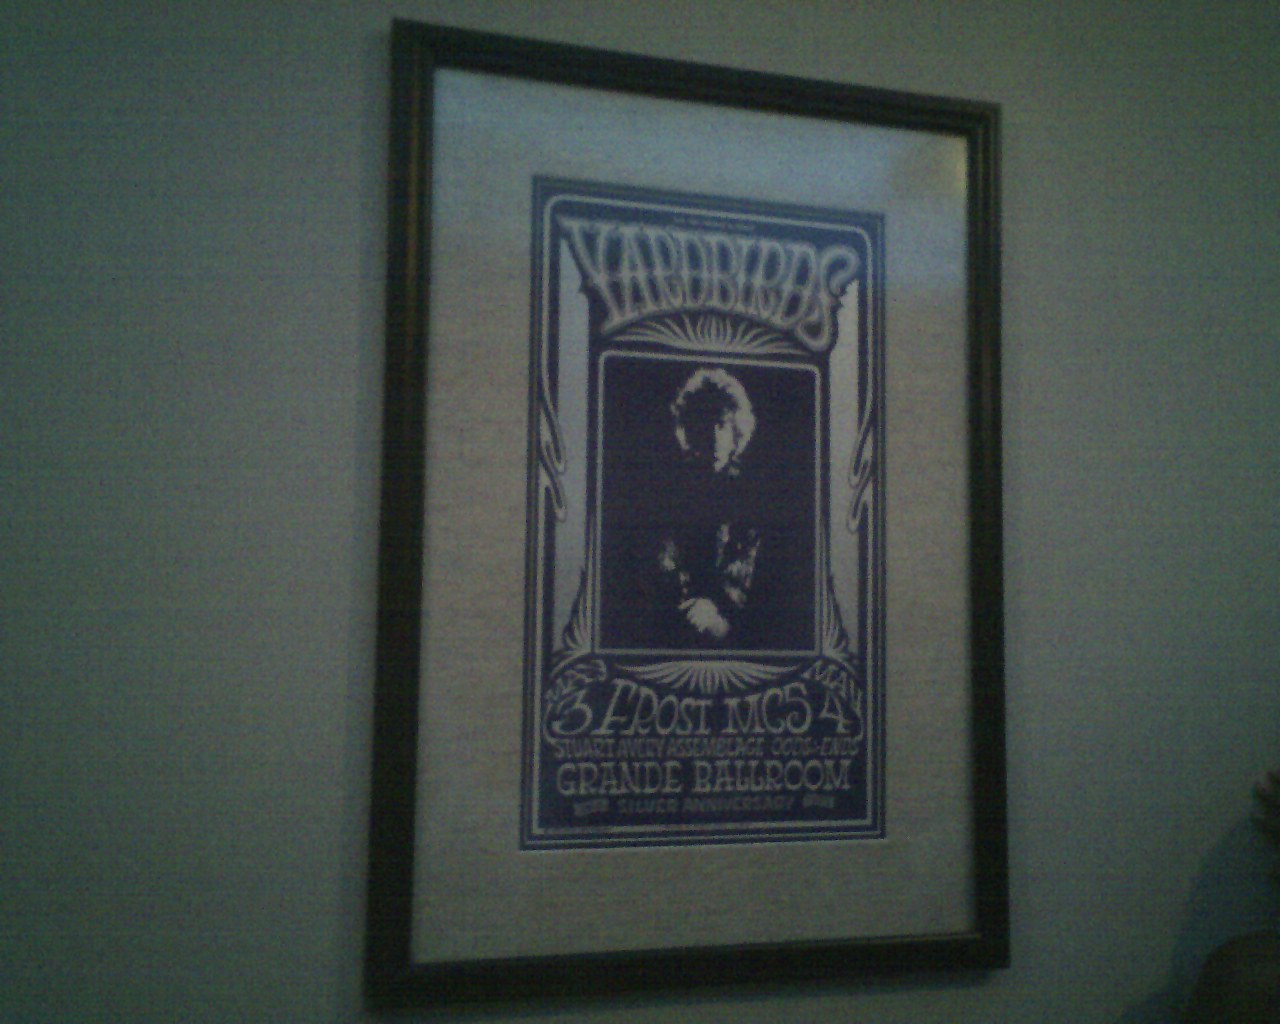 YARDBIRDS
MAY 3 FROST MC5 MAY 4
STUART AVERY ASSEMBLAGE ODDS & ENDS
GRANDE BALLROOM
SILVER ANNIVERSARY